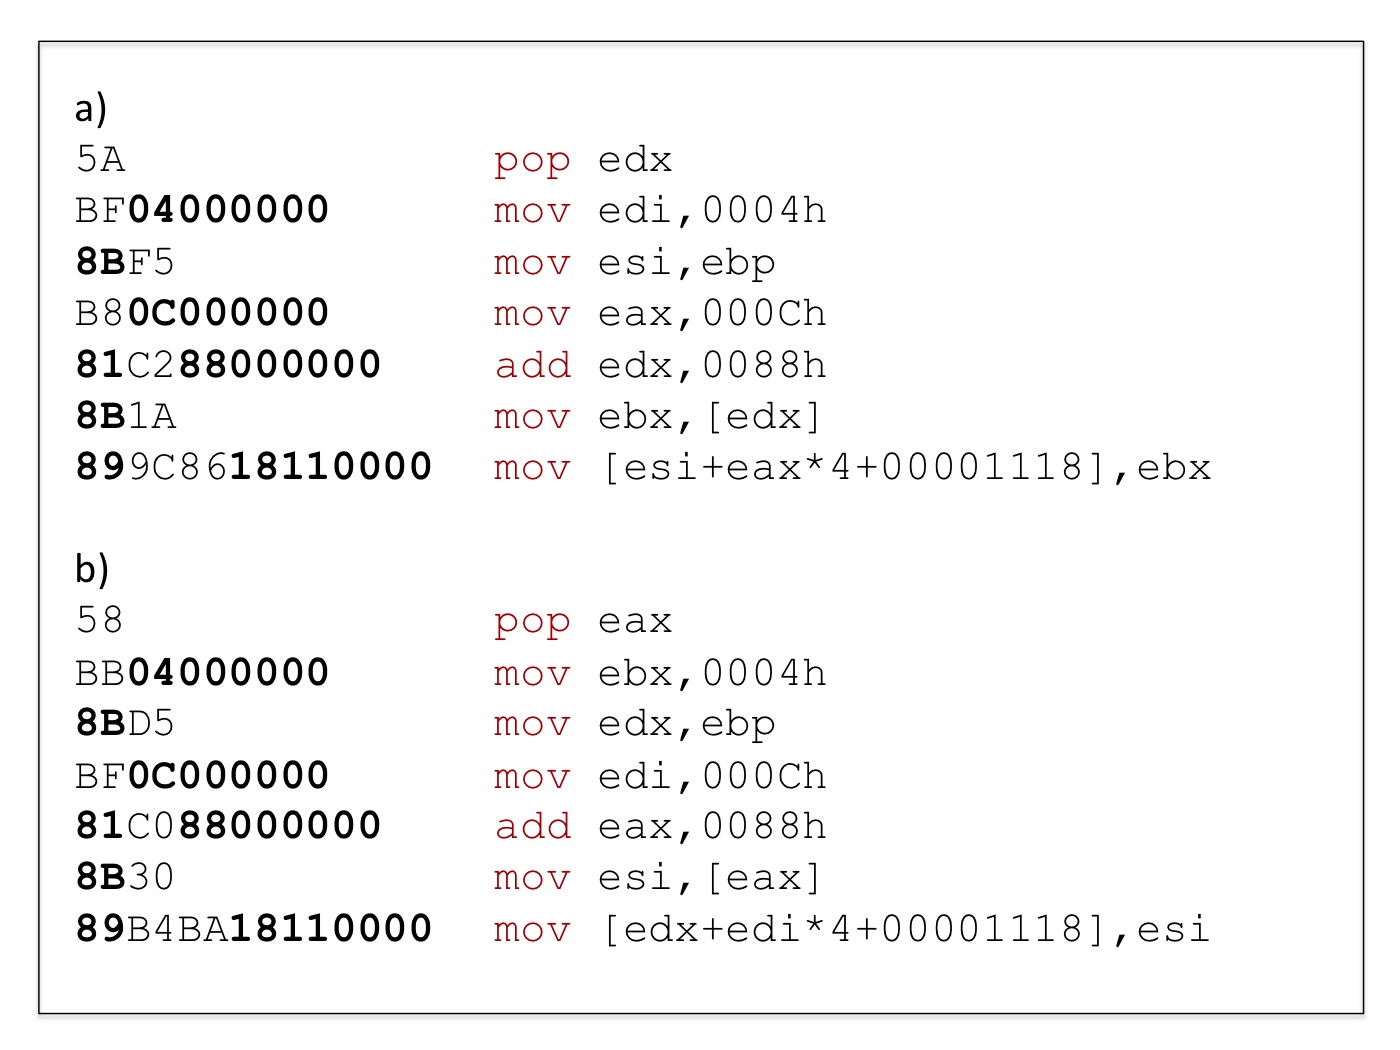 a)
5A pop edx
BF04000000 mov edi,0004h
8BF5 mov esi,ebp
B80C000000 mov eax,000Ch
81C288000000 add edx,0088h
8B1A mov ebx,[edx]
899C8618110000 mov [esi+eax*4+00001118],ebx
b)
58 pop eax
BB04000000 mov ebx,0004h
8BD5 mov edx,ebp
BF0C000000 mov edi,000Ch
81C088000000 add eax,0088h
8B30 mov esi,[eax]
89B4BA18110000 mov [edx+edi*4+00001118],esi